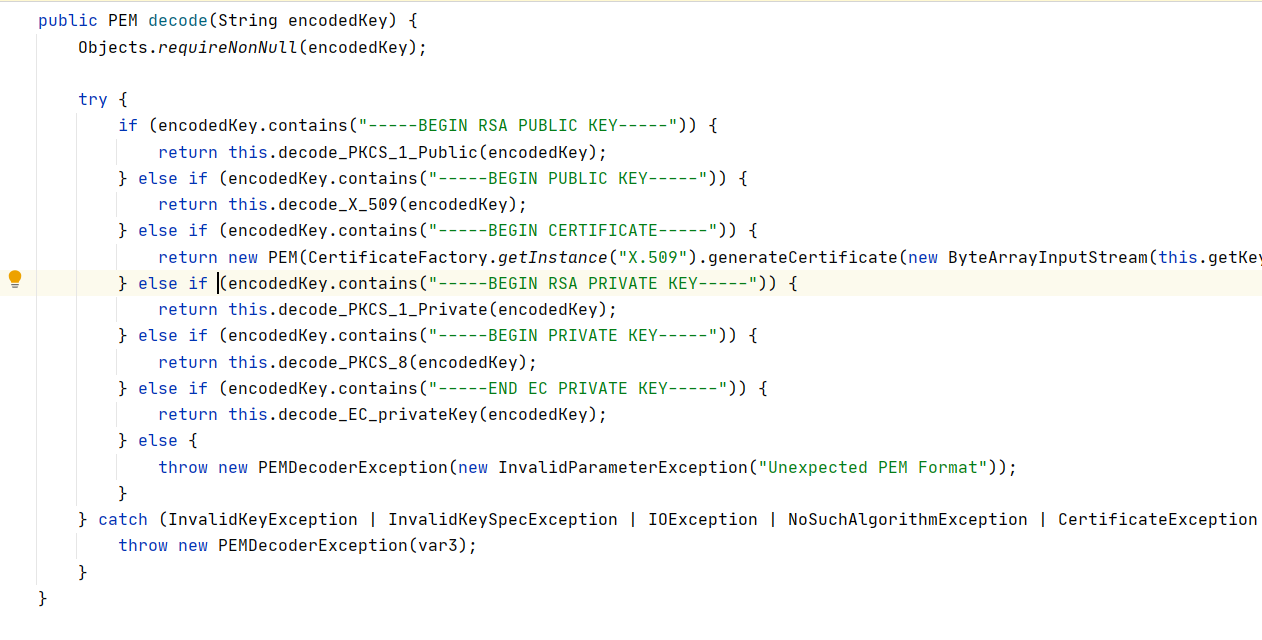 public PEM decode(String encodedKey) {
    Objects.requireNonNull(encodedKey);

    try {
        if (encodedKey.contains("-----BEGIN RSA PUBLIC KEY-----")) {
            return this.decode_PKCS_1_Public(encodedKey);
        } else if (encodedKey.contains("-----BEGIN PUBLIC KEY-----")) {
            return this.decode_X_509(encodedKey);
        } else if (encodedKey.contains("-----BEGIN CERTIFICATE-----")) {
            return new PEM(CertificateFactory.getInstance("X.509").generateCertificate(new ByteArrayInputStream(this.getKey
        } else if (encodedKey.contains("-----BEGIN RSA PRIVATE KEY-----")) {
            return this.decode_PKCS_1_Private(encodedKey);
        } else if (encodedKey.contains("-----BEGIN PRIVATE KEY-----")) {
            return this.decode_PKCS_8(encodedKey);
        } else if (encodedKey.contains("-----END EC PRIVATE KEY-----")) {
            return this.decode_EC_privateKey(encodedKey);
        } else {
            throw new PEMDecoderException(new InvalidParameterException("Unexpected PEM Format"));
        }
    } catch (InvalidKeyException | InvalidKeySpecException | IOException | NoSuchAlgorithmException | CertificateException
        throw new PEMDecoderException(var3);
    }
}